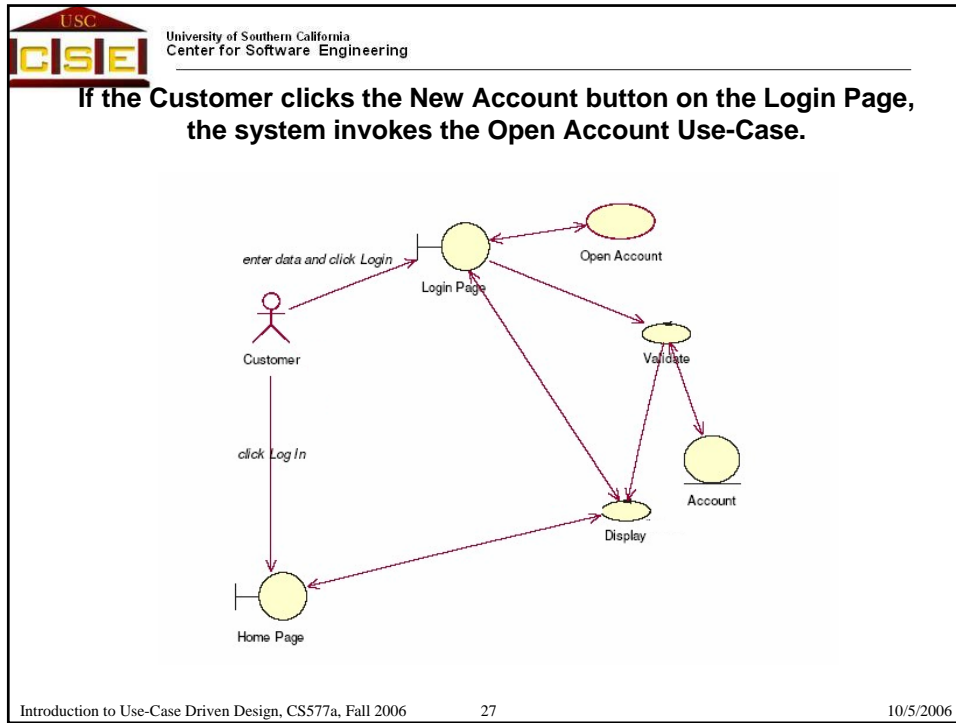 USC
CSE
University of Southern California
Center for Software Engineering
If the Customer clicks the New Account button on the Login Page,
the system invokes the Open Account Use-Case.
enter data and click Login
Login Page
Open Account
Customer
Validate
click Log In
Account
Display
Home Page
Introduction to Use-Case Driven Design, CS577a, Fall 2006 27 10/5/2006